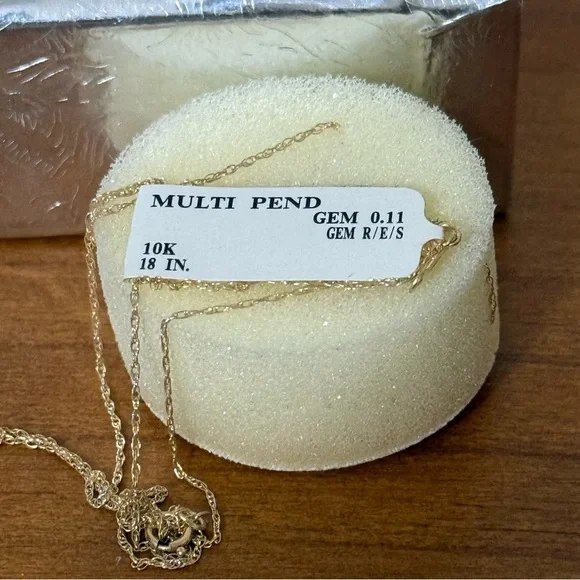 MULTI PEND
GEM 0.11
GEM R/E/S
10K
18 IN.